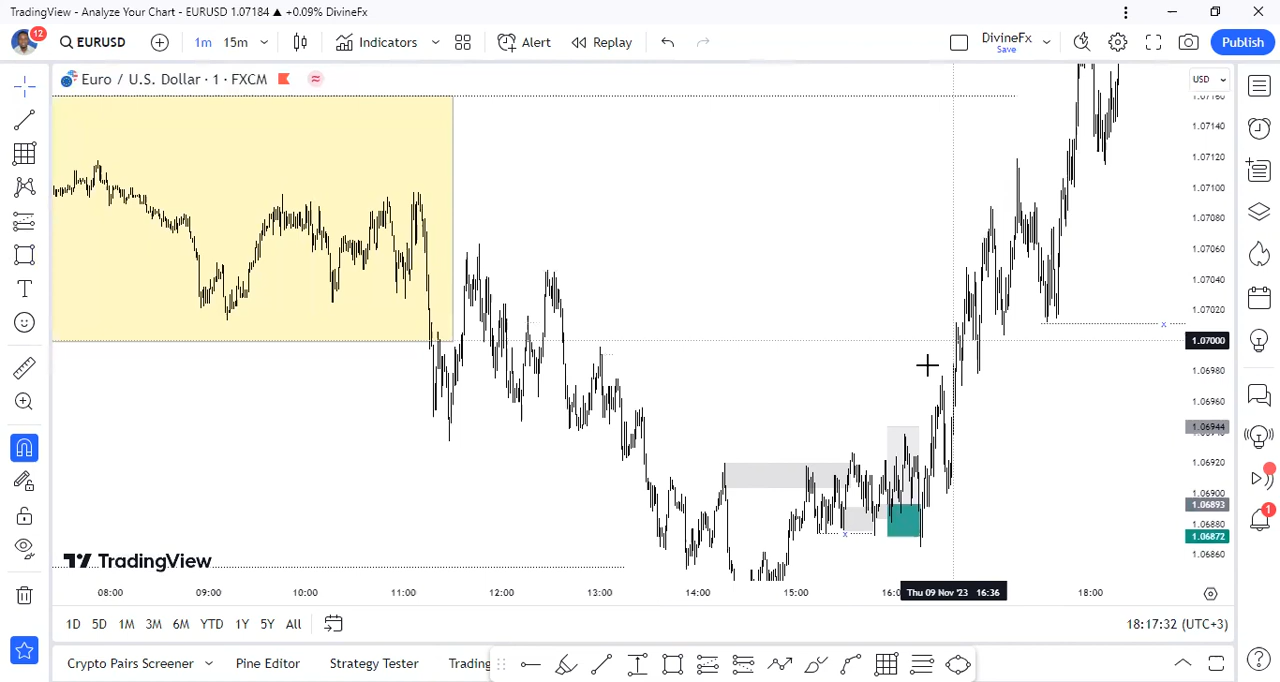 TradingView - Analyze Your Chart - EURUSD 1.07184 ▲ +0.09% DivineFx
12
EURUSD
1m 15m
Indicators
Alert
Replay
DivineFx
Save
Publish
Euro / U.S. Dollar · 1 · FXCM
USD
1.07140
1.07120
1.07100
1.07080
1.07060
1.07040
1.07020
1.07000
1.06980
1.06960
1.06944
1.06920
1.06900
1.06893
1.06880
1.06872
1.06860
x
x
TradingView
08:00 09:00 10:00 11:00 12:00 13:00 14:00 15:00 Thu 09 Nov '23 16:36 18:00
1D 5D 1M 3M 6M YTD 1Y 5Y All
18:17:32 (UTC+3)
Crypto Pairs Screener Pine Editor Strategy Tester Trading
1